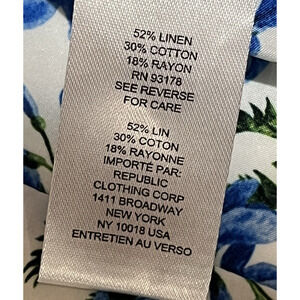 52% LINEN
30% COTTON
18% RAYON
RN 93178
SEE REVERSE
FOR CARE
52% LIN
30% COTON
18% RAYONNE
IMPORTÉ PAR:
REPUBLIC
CLOTHING CORP
1411 BROADWAY
NEW YORK
NY 10018 USA
ENTRETIEN AU VERSO